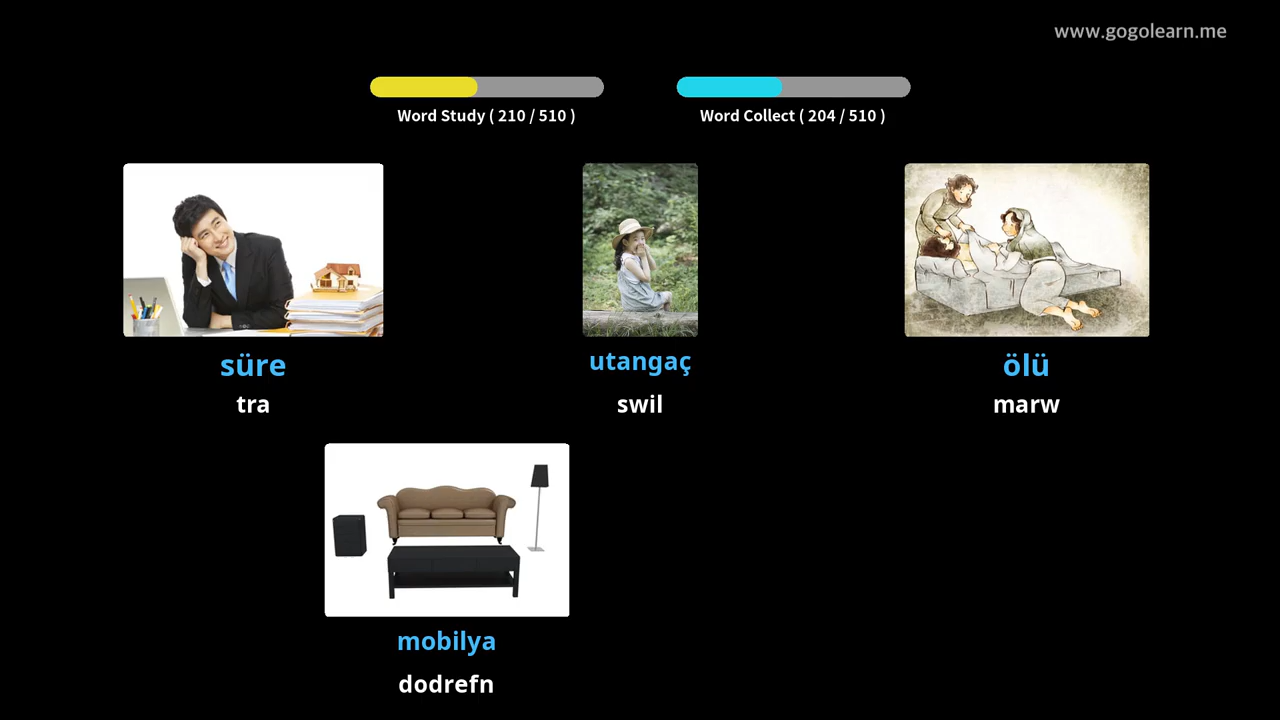 www.gogolearn.me
Word Study ( 210 / 510 )
Word Collect ( 204 / 510 )
süre
utangaç
ölü
tra
swil
marw
mobilya
dodrefn